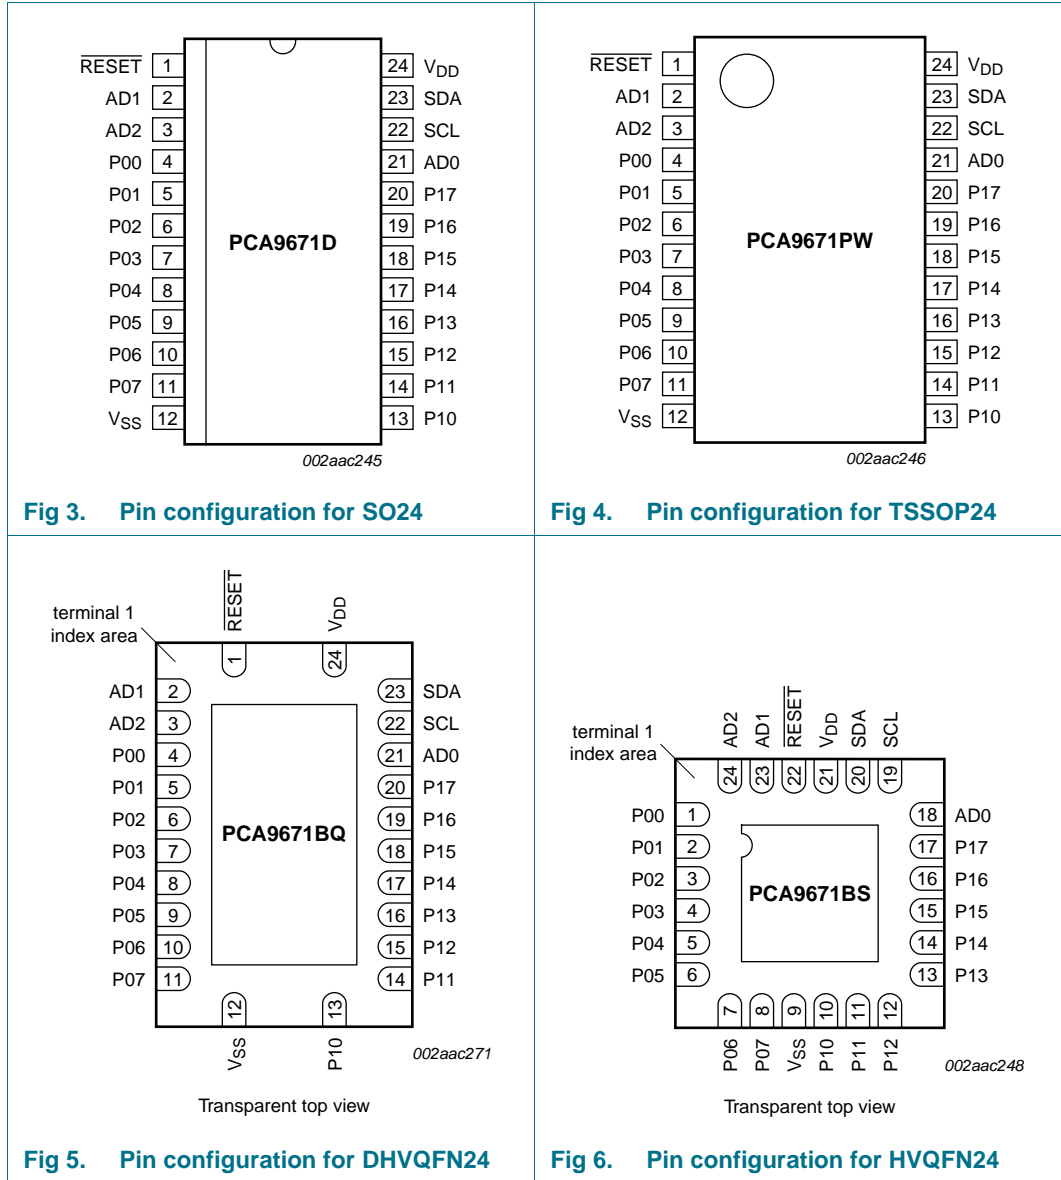 RESET 1 24 VDD
AD1 2 23 SDA
AD2 3 22 SCL
P00 4 21 AD0
P01 5 20 P17
P02 6 19 P16
PCA9671D
P03 7 18 P15
P04 8 17 P14
P05 9 16 P13
P06 10 15 P12
P07 11 14 P11
VSS 12 13 P10
002aac245
Fig 3. Pin configuration for SO24
RESET 1 24 VDD
AD1 2 23 SDA
AD2 3 22 SCL
P00 4 21 AD0
P01 5 20 P17
P02 6 19 P16
PCA9671PW
P03 7 18 P15
P04 8 17 P14
P05 9 16 P13
P06 10 15 P12
P07 11 14 P11
VSS 12 13 P10
002aac246
Fig 4. Pin configuration for TSSOP24
terminal 1
index area
RESET VDD
1 24
AD1 2 23 SDA
AD2 3 22 SCL
P00 4 21 AD0
P01 5 20 P17
P02 6 19 P16
PCA9671BQ
P03 7 18 P15
P04 8 17 P14
P05 9 16 P13
P06 10 15 P12
P07 11 14 P11
12 13
VSS P10
002aac271
Transparent top view
Fig 5. Pin configuration for DHVQFN24
terminal 1
index area
AD2 AD1 RESET VDD SDA SCL
24 23 22 21 20 19
P00 1 18 AD0
P01 2 17 P17
P02 3 16 P16
PCA9671BS
P03 4 15 P15
P04 5 14 P14
P05 6 13 P13
7 8 9 10 11 12
P06 P07 VSS P10 P11 P12
002aac248
Transparent top view
Fig 6. Pin configuration for HVQFN24